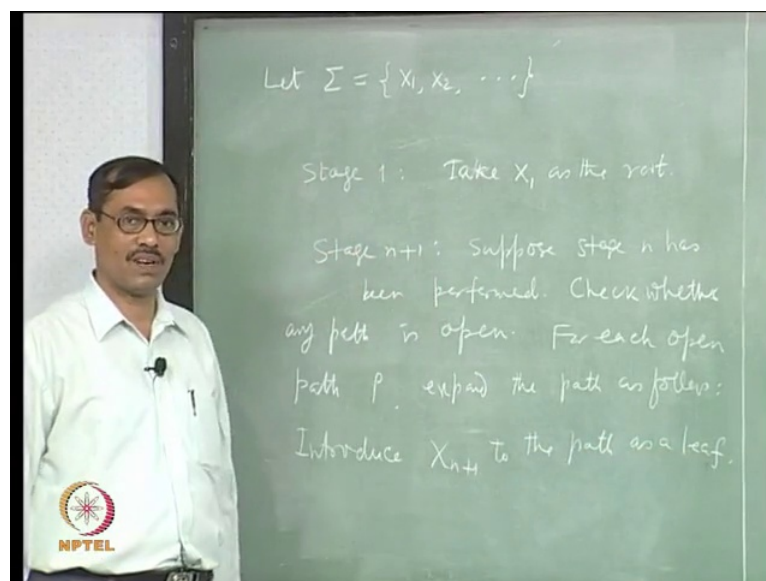 Let Σ = { X₁, X₂, ··· }
Stage 1 : Take X₁ as the root.
Stage n+1 : Suppose stage n has
been performed. Check whether
any path is open. For each open
path ρ, expand the path as follows:
Introduce Xₙ₊₁ to the path as a leaf.
NPTEL